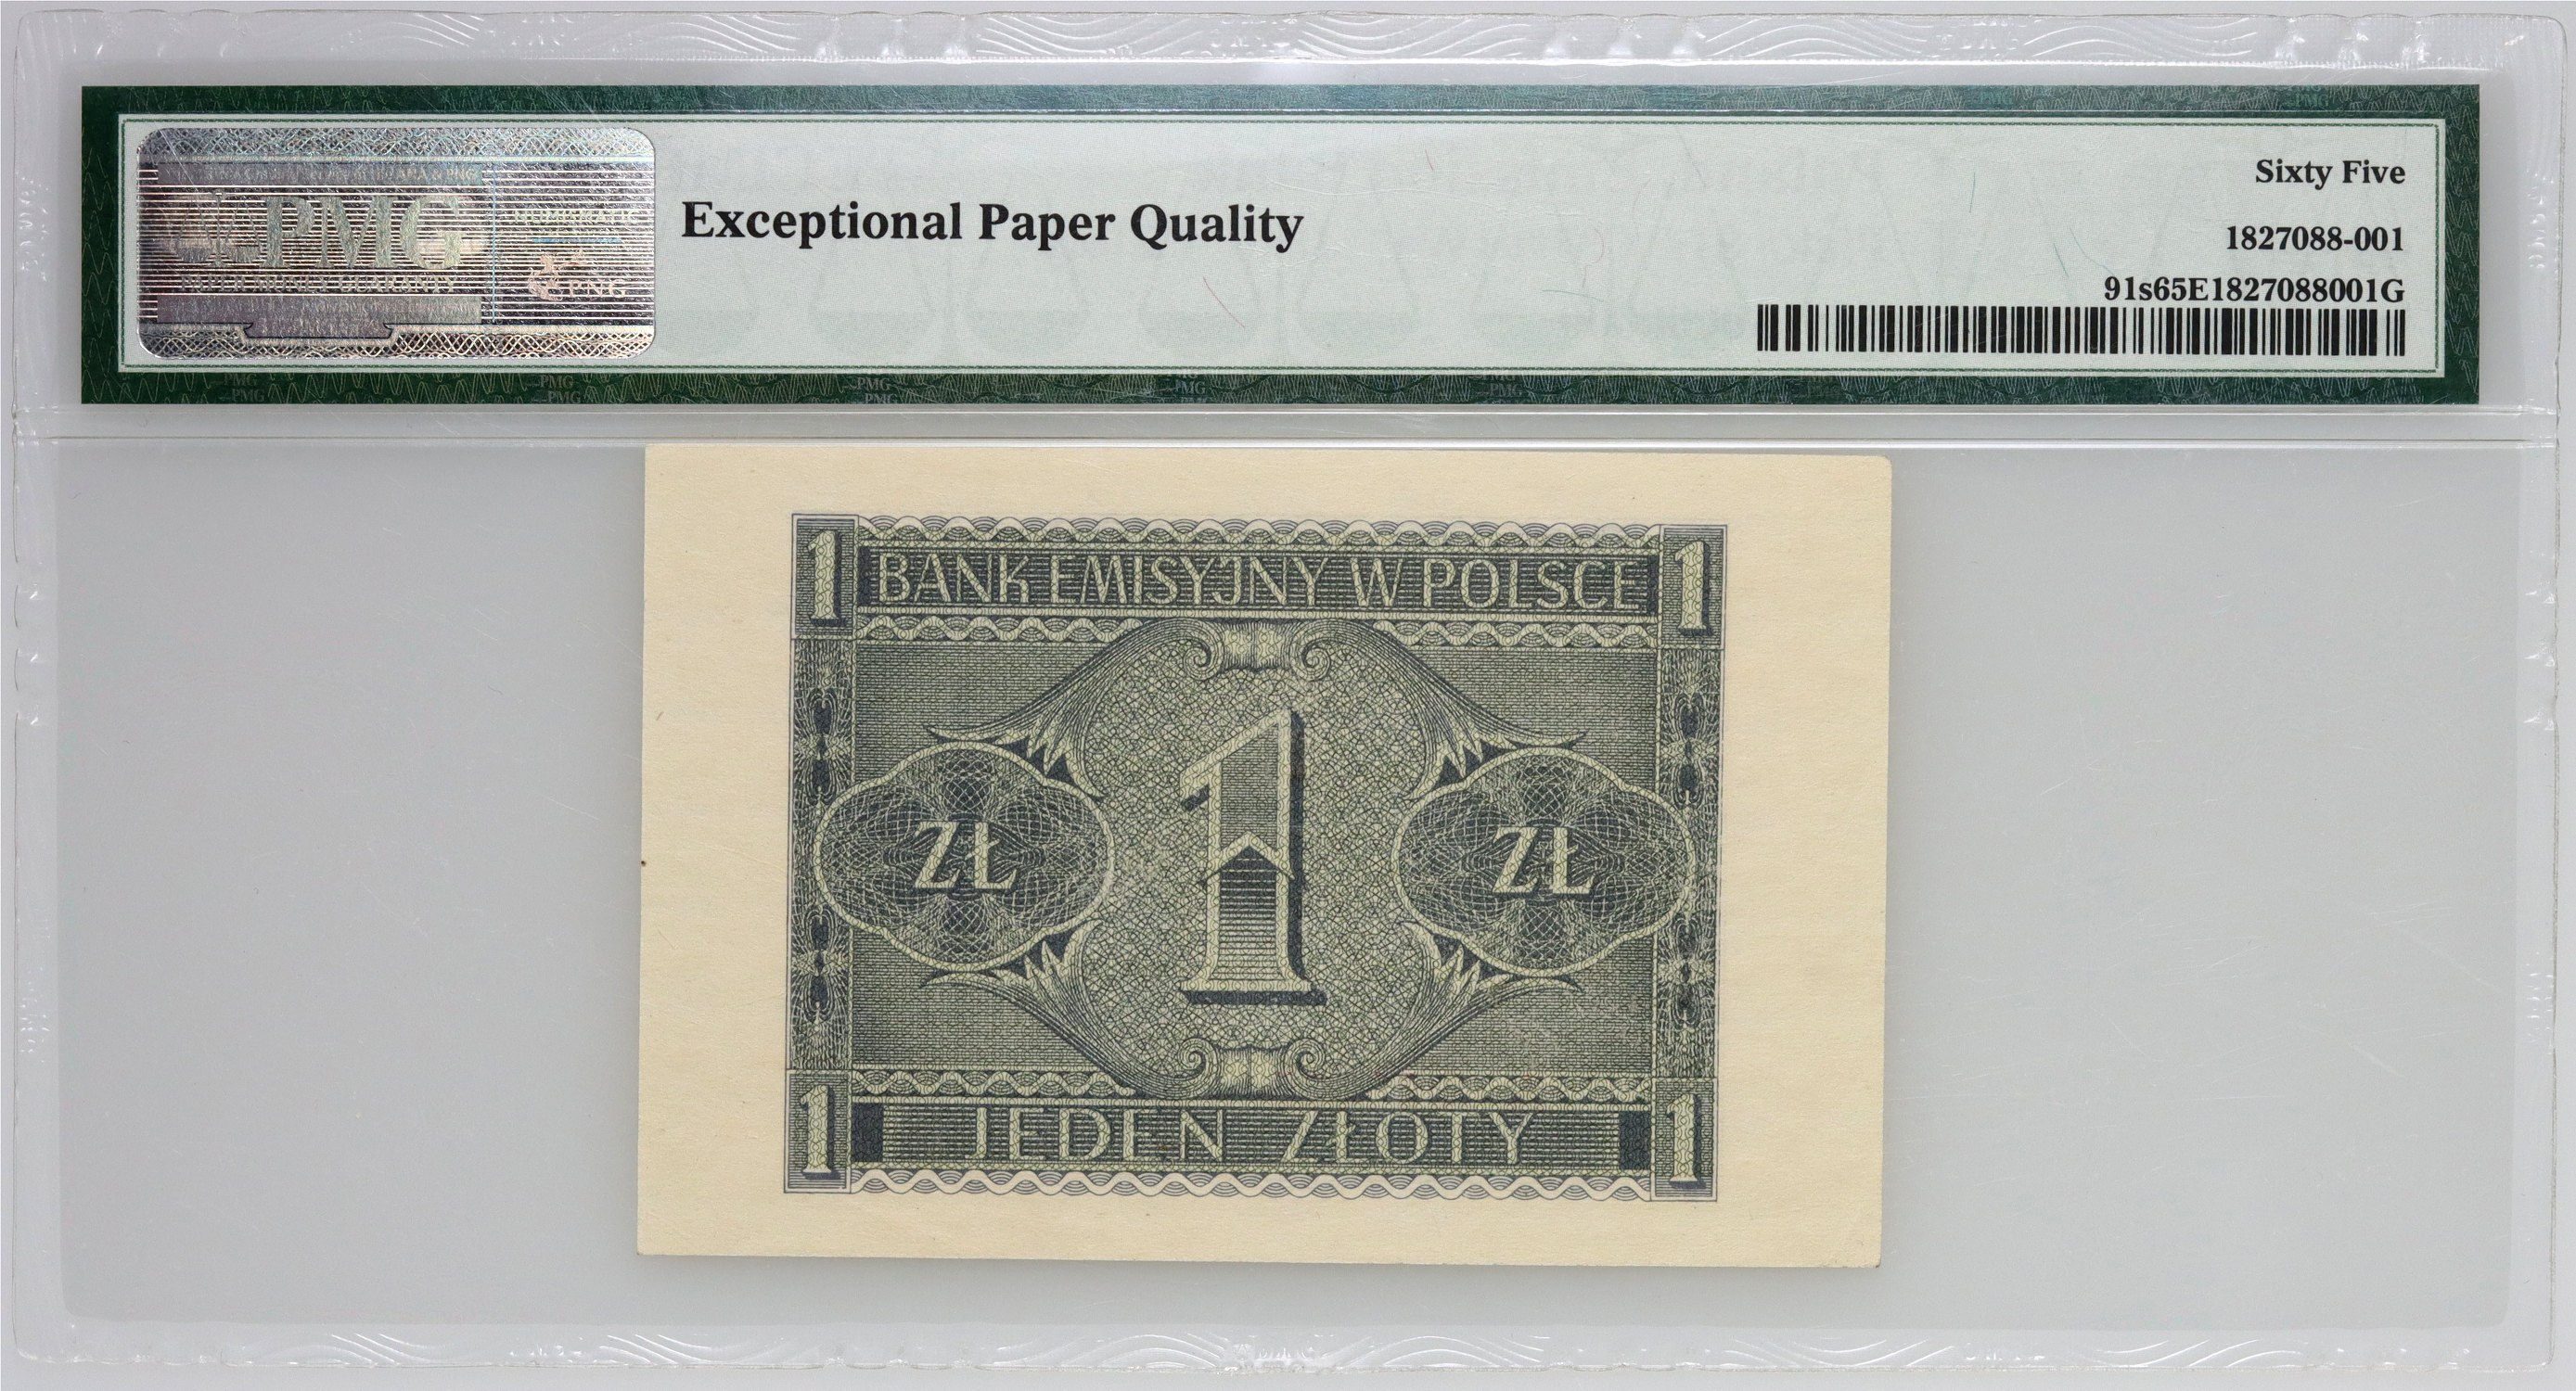 PMG
PNG
Exceptional Paper Quality
Sixty Five
1827088-001
91s65E1827088001G
1 BANK EMISYJNY W POLSCE 1
ZŁ 1 ZŁ
1 JEDEN ZŁOTY 1